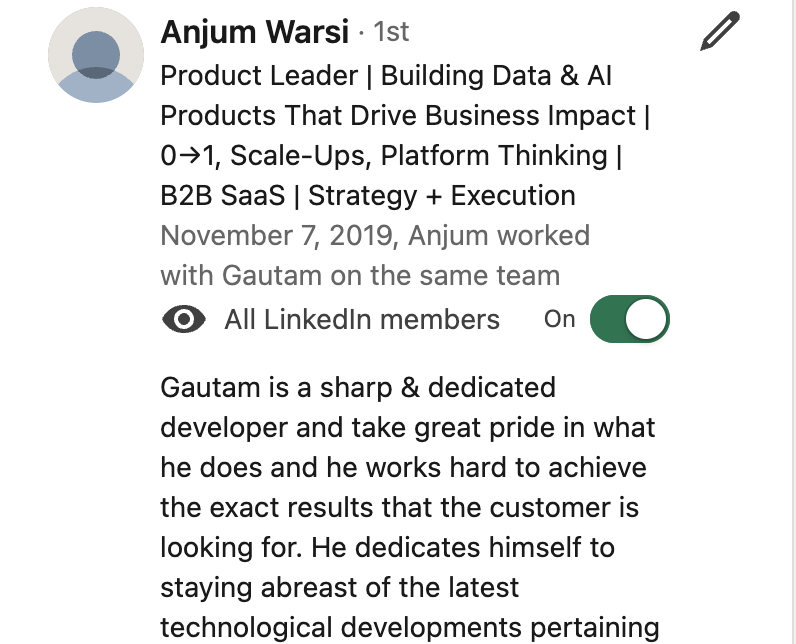 Anjum Warsi · 1st
Product Leader | Building Data & AI
Products That Drive Business Impact |
0→1, Scale-Ups, Platform Thinking |
B2B SaaS | Strategy + Execution
November 7, 2019, Anjum worked
with Gautam on the same team
All LinkedIn members On
Gautam is a sharp & dedicated
developer and take great pride in what
he does and he works hard to achieve
the exact results that the customer is
looking for. He dedicates himself to
staying abreast of the latest
technological developments pertaining